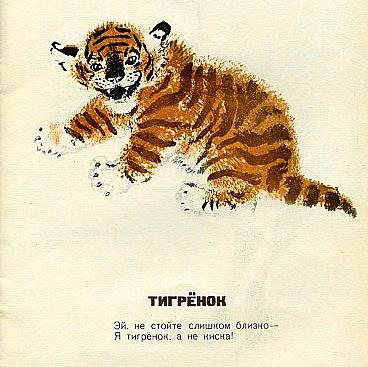 ТИГРЁНОК
Эй, не стойте слишком близко—
Я тигрёнок, а не киска!